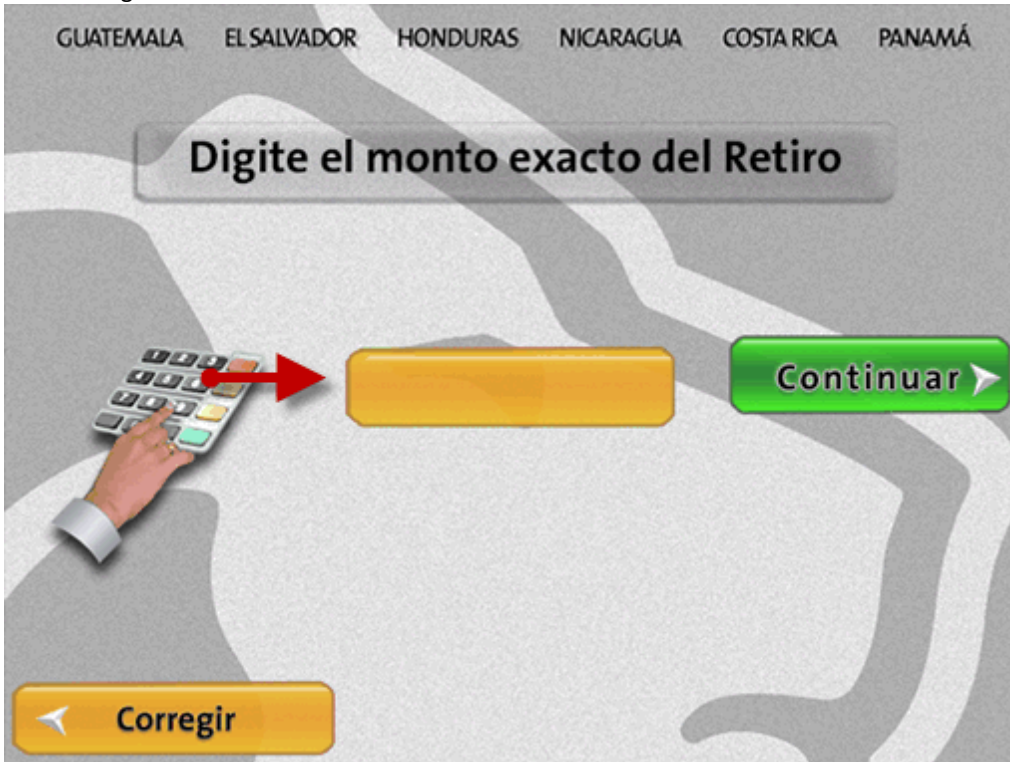 GUATEMALA EL SALVADOR HONDURAS NICARAGUA COSTA RICA PANAMÁ
Digite el monto exacto del Retiro
Continuar
Corregir